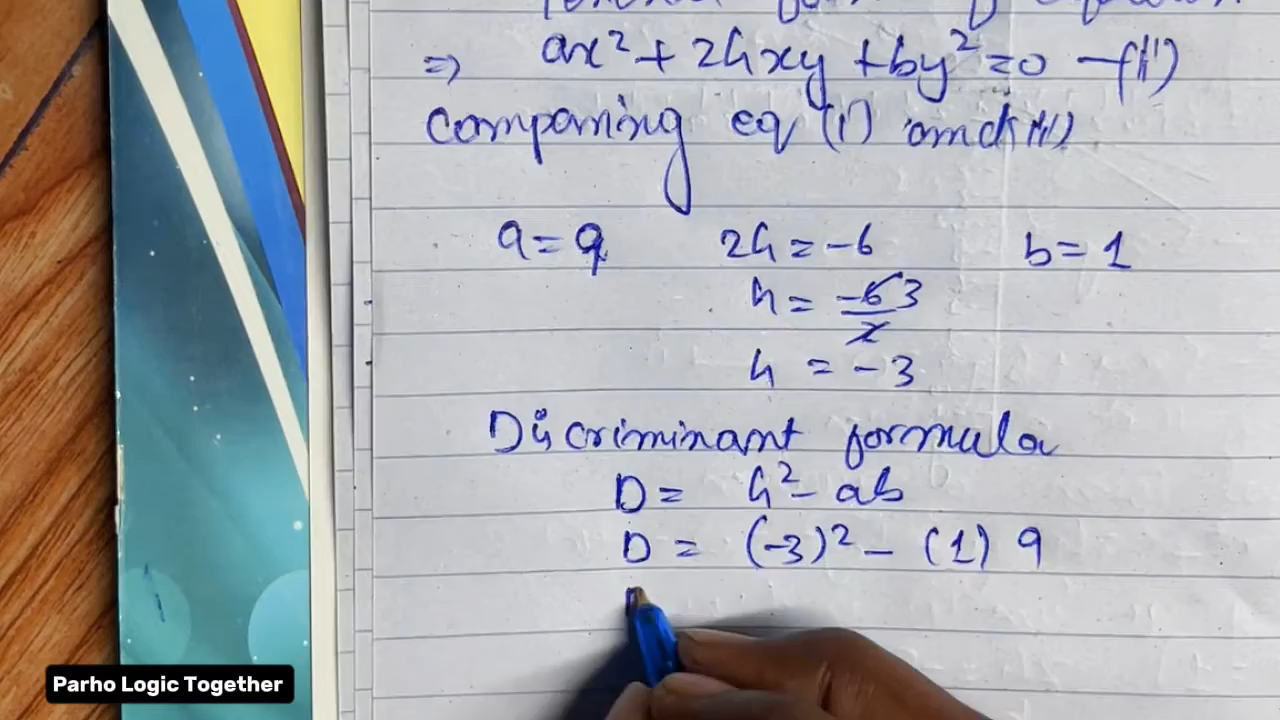 ⇒ ax² + 2hxy + by² = 0 —(ii)
comparing eq (i) and (ii)
a = 9 2h = -6 b = 1
h = -6 3 / 2
h = -3
Discriminant formula
D = h² - ab
D = (-3)² - (1) 9
Parho Logic Together